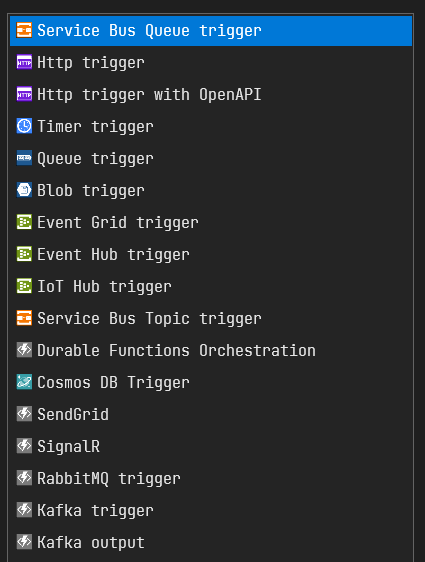 Service Bus Queue trigger
Http trigger
Http trigger with OpenAPI
Timer trigger
Queue trigger
Blob trigger
Event Grid trigger
Event Hub trigger
IoT Hub trigger
Service Bus Topic trigger
Durable Functions Orchestration
Cosmos DB Trigger
SendGrid
SignalR
RabbitMQ trigger
Kafka trigger
Kafka output